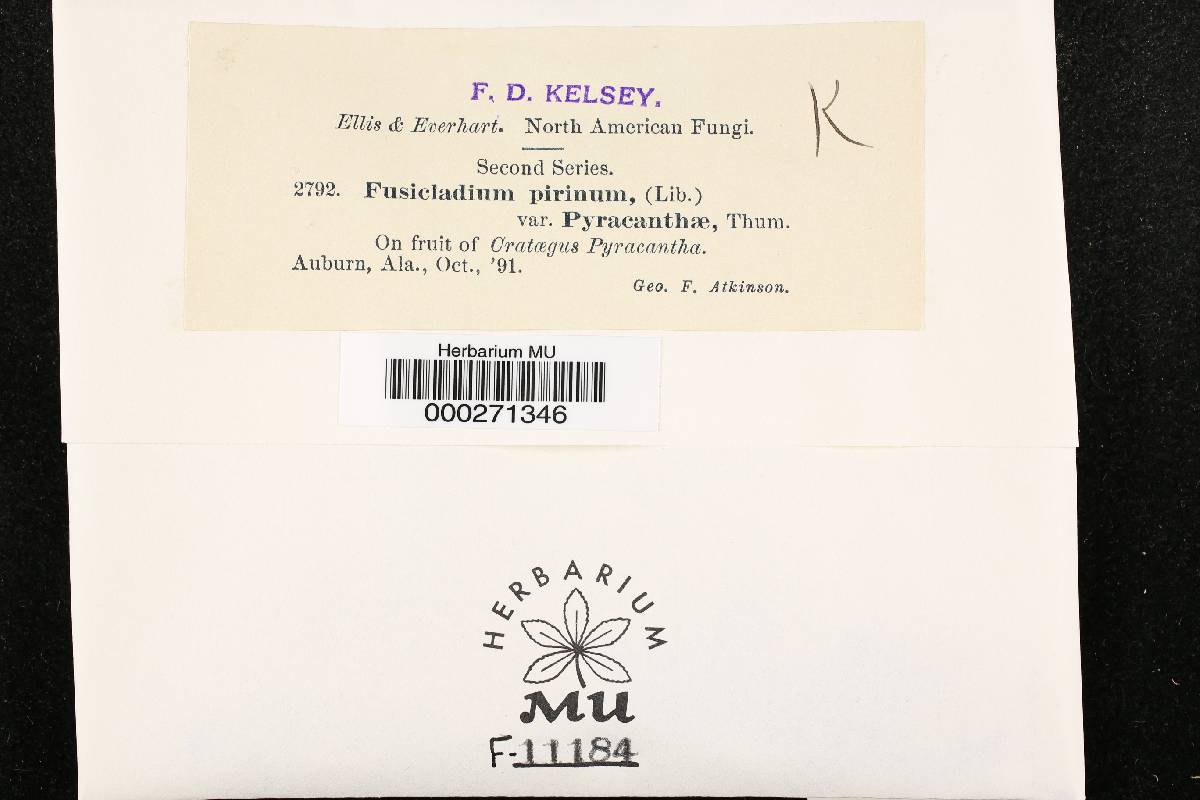 F. D. KELSEY.
K
Ellis & Everhart. North American Fungi.
Second Series.
2792. Fusicladium pirinum, (Lib.)
var. Pyracanthæ, Thum.
On fruit of Cratægus Pyracantha.
Auburn, Ala., Oct., '91.
Geo. F. Atkinson.
Herbarium MU
000271346
HERBARIUM
MU
F-11184